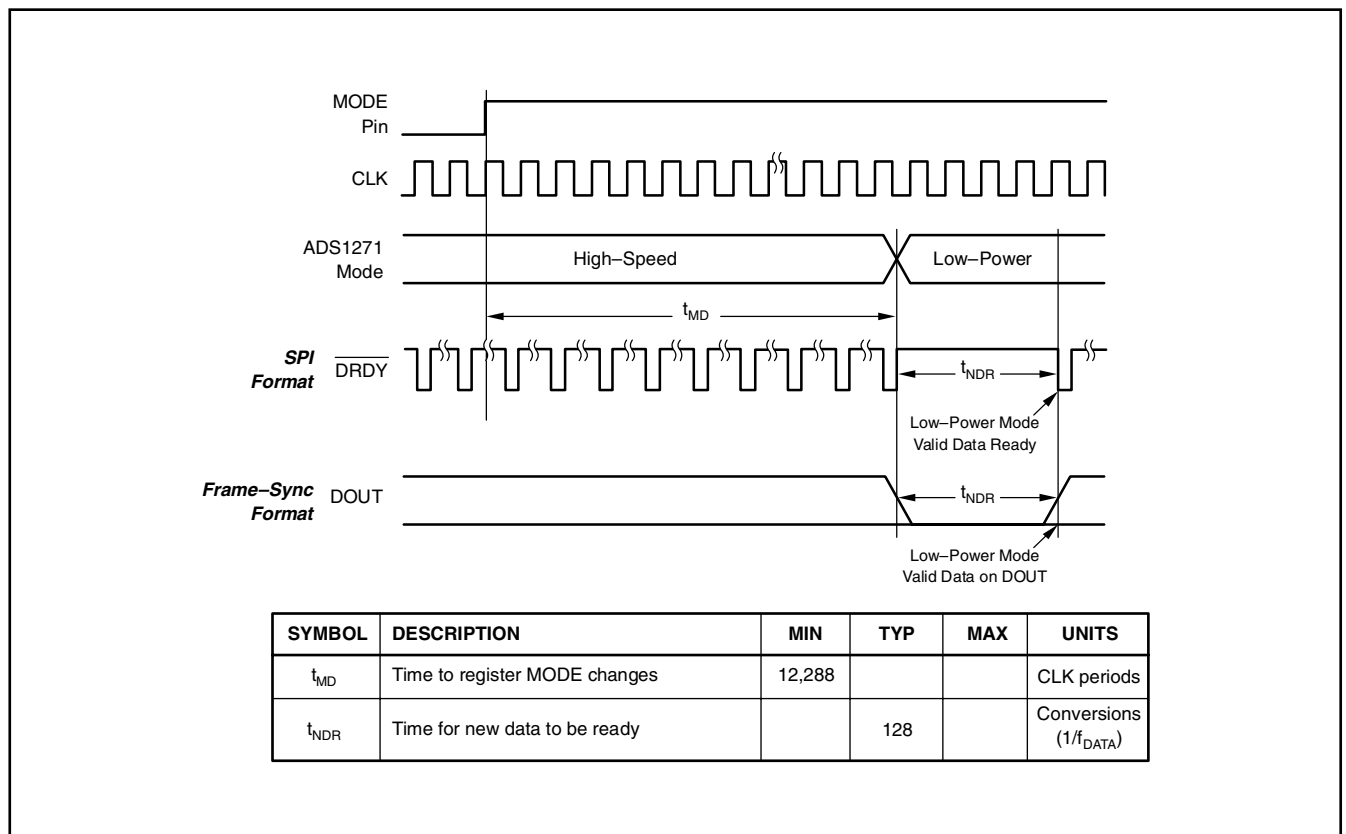 MODE
Pin
CLK
ADS1271
Mode
High–Speed
Low–Power
tMD
SPI
Format
DRDY
tNDR
Low–Power Mode
Valid Data Ready
Frame–Sync
Format
DOUT
tNDR
Low–Power Mode
Valid Data on DOUT
SYMBOL DESCRIPTION MIN TYP MAX UNITS
tMD Time to register MODE changes 12,288 CLK periods
tNDR Time for new data to be ready 128 Conversions
(1/fDATA)